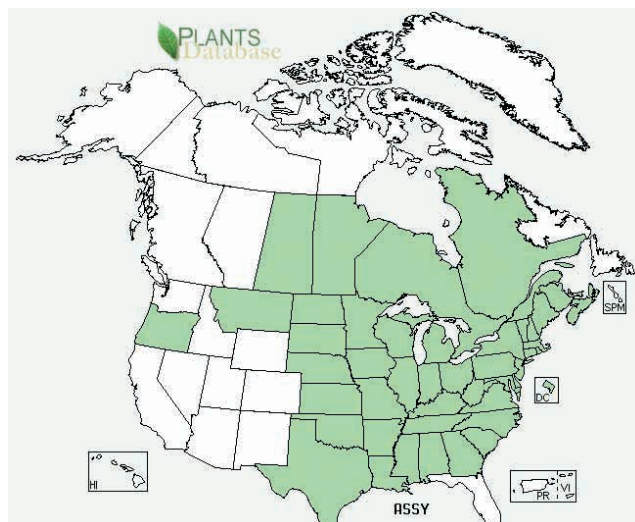 PLANTS
Database
SPM
DC
HI
PR
VI
ASSY